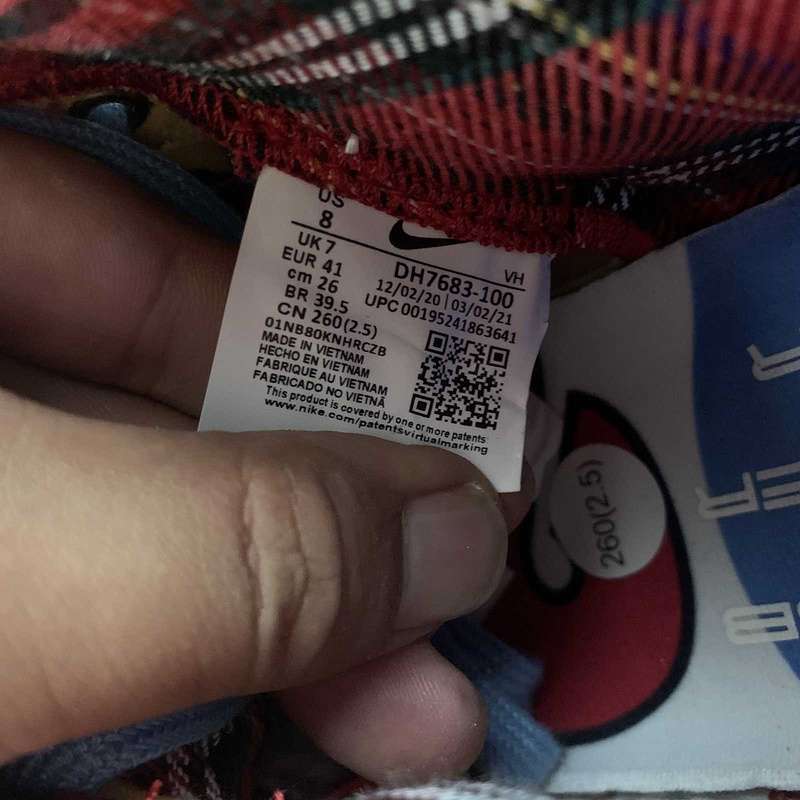 US
8
UK 7
EUR 41
cm 26
BR 39.5
CN 260(2.5)
VH
DH7683-100
12/02/20 | 03/02/21
UPC 00195241863641
01NB80KNHRCZB
MADE IN VIETNAM
HECHO EN VIETNAM
FABRIQUE AU VIETNAM
FABRICADO NO VIETNÃ
This product is covered by one or more patents
www.nike.com/patentsvirtualmarking
260(2.5)